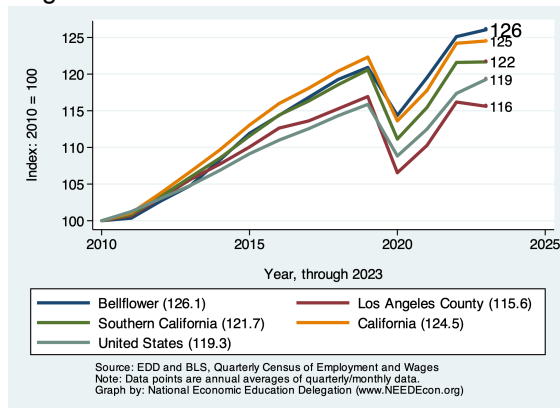 125
120
115
110
105
100
Index: 2010 = 100
126
125
122
119
116
2010
2015
2020
2025
Year, through 2023
Bellflower (126.1)
Los Angeles County (115.6)
Southern California (121.7)
California (124.5)
United States (119.3)
Source: EDD and BLS, Quarterly Census of Employment and Wages
Note: Data points are annual averages of quarterly/monthly data.
Graph by: National Economic Education Delegation (www.NEEDEcon.org)